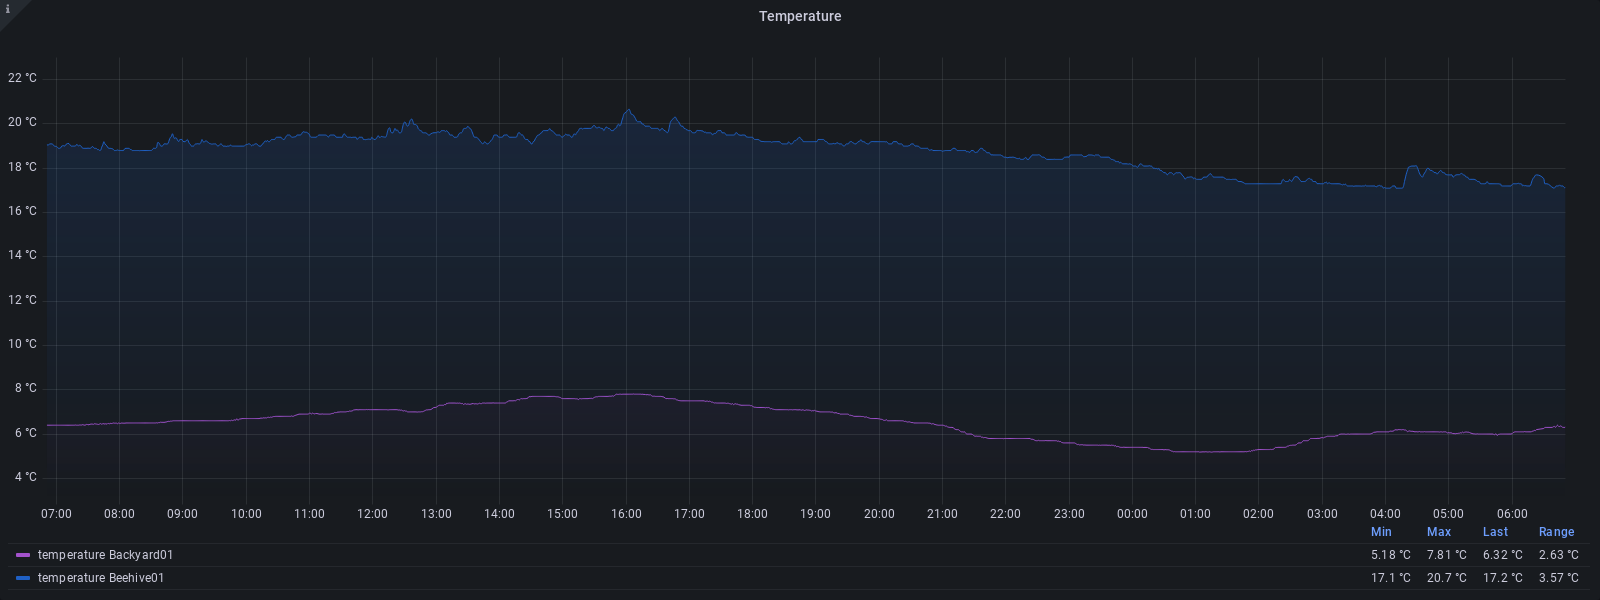 i
Temperature
22 °C
20 °C
18 °C
16 °C
14 °C
12 °C
10 °C
8 °C
6 °C
4 °C
07:00 08:00 09:00 10:00 11:00 12:00 13:00 14:00 15:00 16:00 17:00 18:00 19:00 20:00 21:00 22:00 23:00 00:00 01:00 02:00 03:00 04:00 05:00 06:00
Min Max Last Range
temperature Backyard01 5.18 °C 7.81 °C 6.32 °C 2.63 °C
temperature Beehive01 17.1 °C 20.7 °C 17.2 °C 3.57 °C